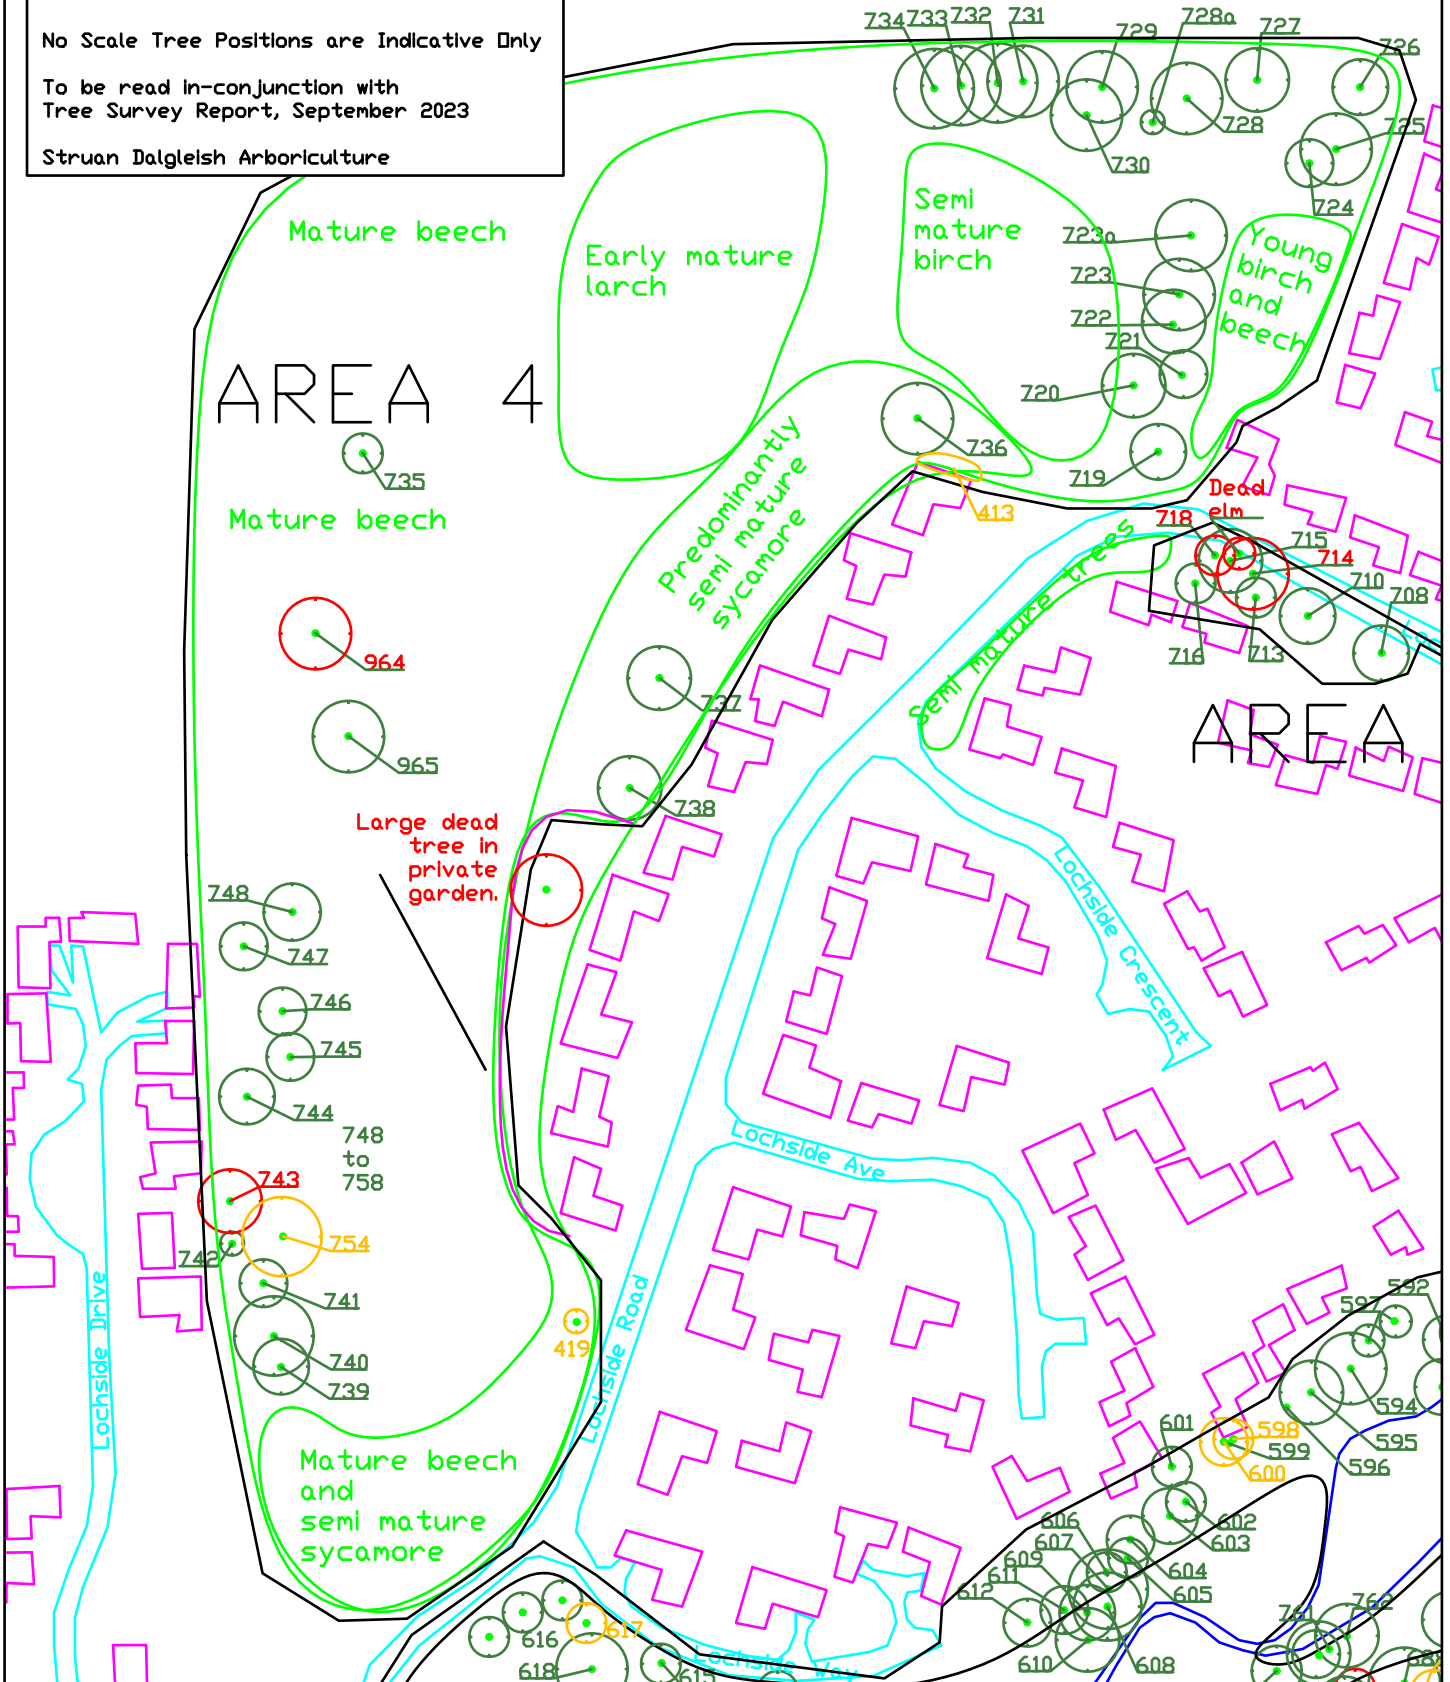 No Scale Tree Positions are Indicative Only
To be read in-conjunction with
Tree Survey Report, September 2023
Struan Dalgleish Arboriculture
734
733
732
731
729
728a
727
726
728
730
725
724
Mature beech
Early mature
larch
Semi
mature
birch
723a
723
722
721
720
719
Young
birch
and
beech
AREA 4
735
736
413
Mature beech
Predominantly
semi mature
sycamore
Dead
elm
718
715
714
710
708
716
713
Semi mature trees
964
965
737
738
AREA
Large dead
tree in
private
garden.
748
747
746
745
744
748
to
758
743
754
742
741
740
739
419
Lochside Crescent
Lochside Ave
Lochside Road
Lochside Drive
Mature beech
and
semi mature
sycamore
592
597
594
595
596
598
599
600
601
602
603
604
605
606
607
609
611
612
610
608
616
617
618
615
Lochside Way
761
762